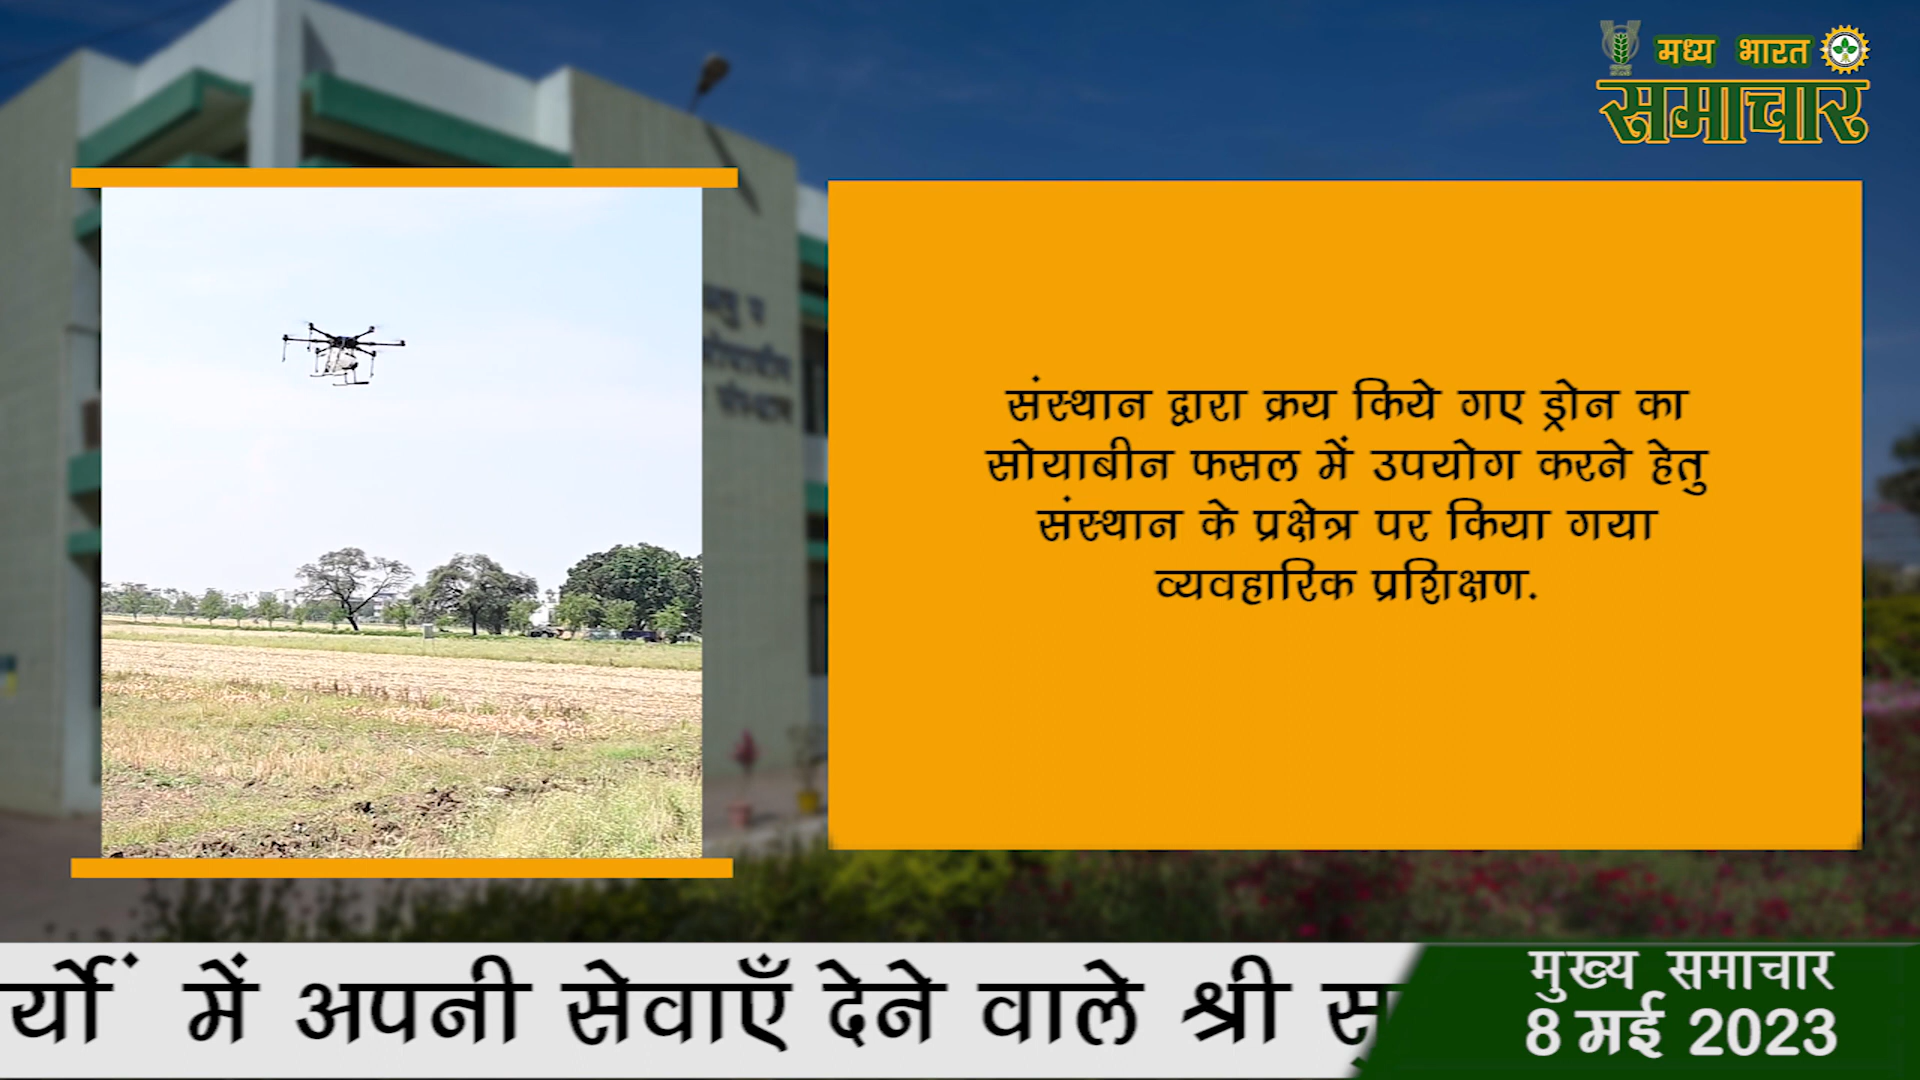 मध्य भारत
समाचार
संस्थान द्वारा क्रय किये गए ड्रोन का
सोयाबीन फसल में उपयोग करने हेतु
संस्थान के प्रक्षेत्र पर किया गया
व्यवहारिक प्रशिक्षण.
में अपनी सेवाएँ देने वाले श्री
मुख्य समाचार
8 मई 2023